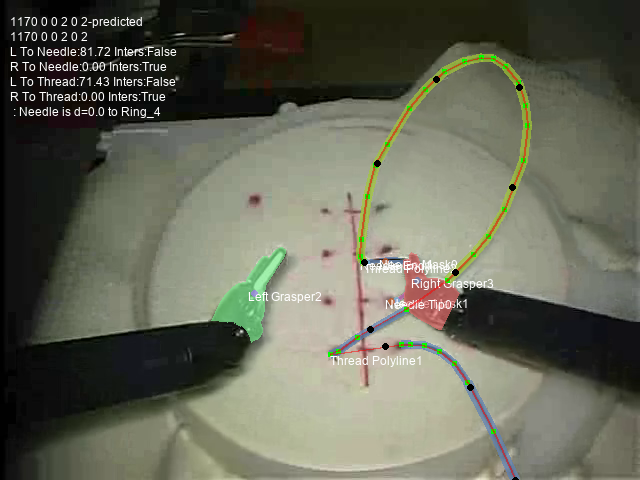 1170 0 0 2 0 2-predicted
1170 0 0 2 0 2
L To Needle:81.72 Inters:False
R To Needle:0.00 Inters:True
L To Thread:71.43 Inters:False
R To Thread:0.00 Inters:True
: Needle is d=0.0 to Ring_4
Thread Polyline
Right Grasper3
Left Grasper2
Needle Tip
Thread Polyline1